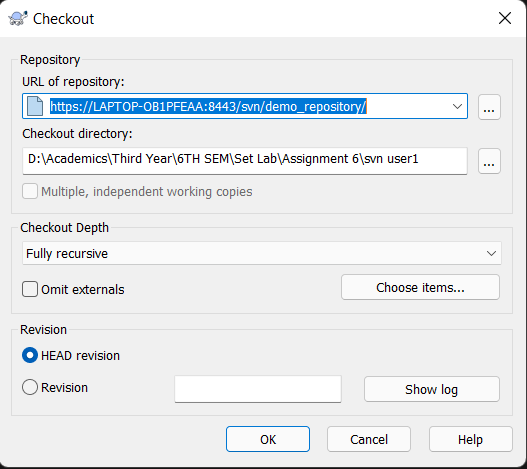 Checkout
Repository
URL of repository:
https://LAPTOP-OB1PFEAA:8443/svn/demo_repository/
...
Checkout directory:
D:\Academics\Third Year\6TH SEM\Set Lab\Assignment 6\svn user1
...
Multiple, independent working copies
Checkout Depth
Fully recursive
Omit externals
Choose items...
Revision
HEAD revision
Revision
Show log
OK
Cancel
Help